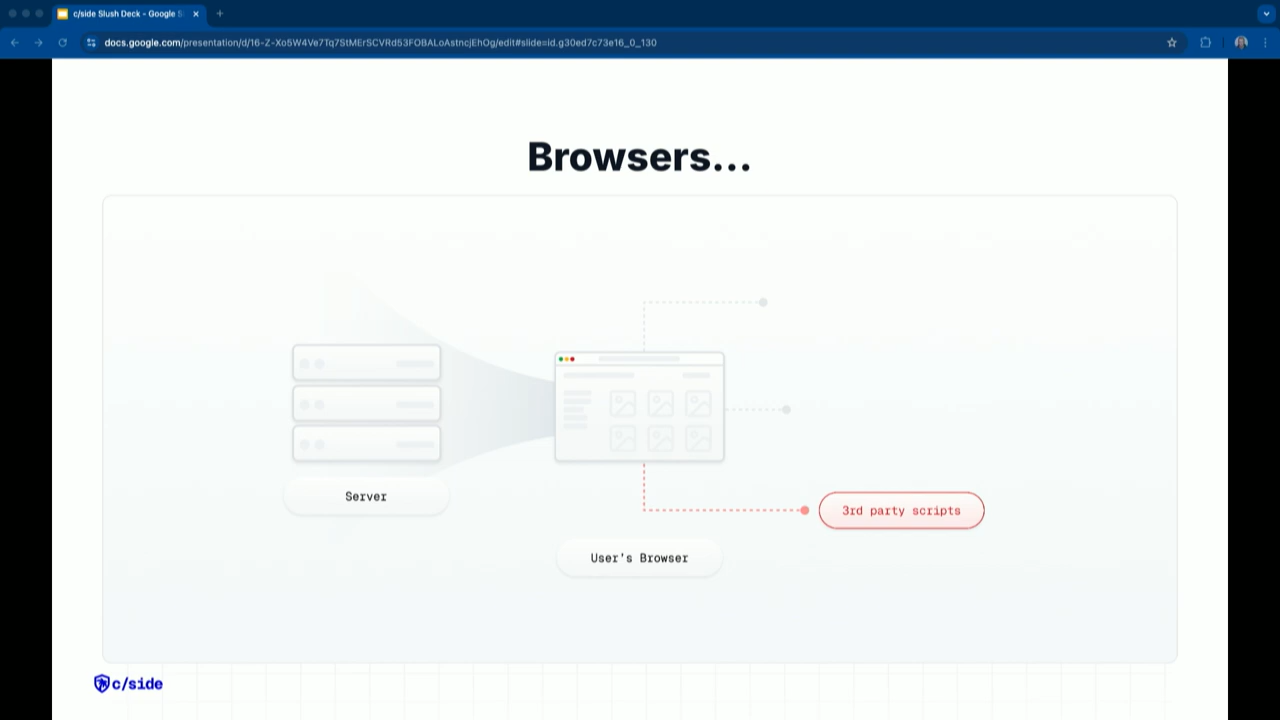 c/side Slush Deck - Google S
docs.google.com/presentation/d/16-Z-Xo5W4Ve7Tq7StMErSCVRd53FOBALoAstncjEhOg/edit#slide=id.g30ed7c73e16_0_130
Browsers...
Server
3rd party scripts
User's Browser
c/side